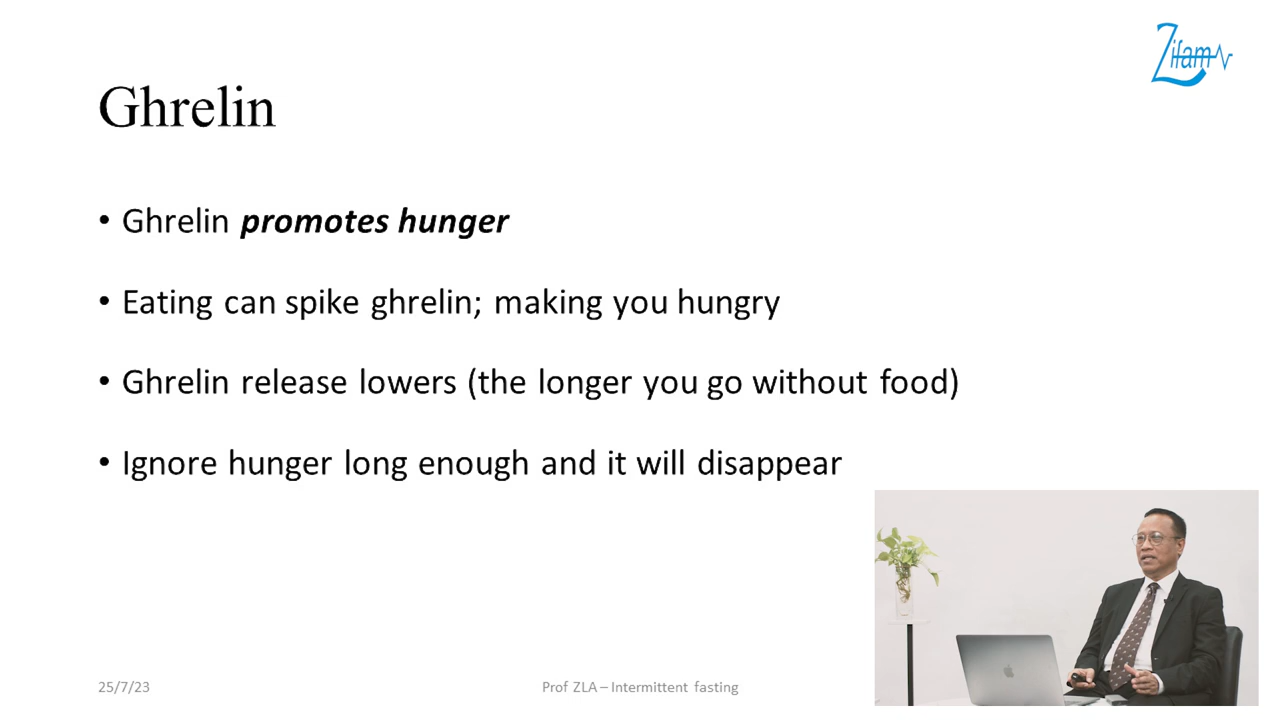 Zifam
Ghrelin
• Ghrelin promotes hunger
• Eating can spike ghrelin; making you hungry
• Ghrelin release lowers (the longer you go without food)
• Ignore hunger long enough and it will disappear
25/7/23
Prof ZLA – Intermittent fasting